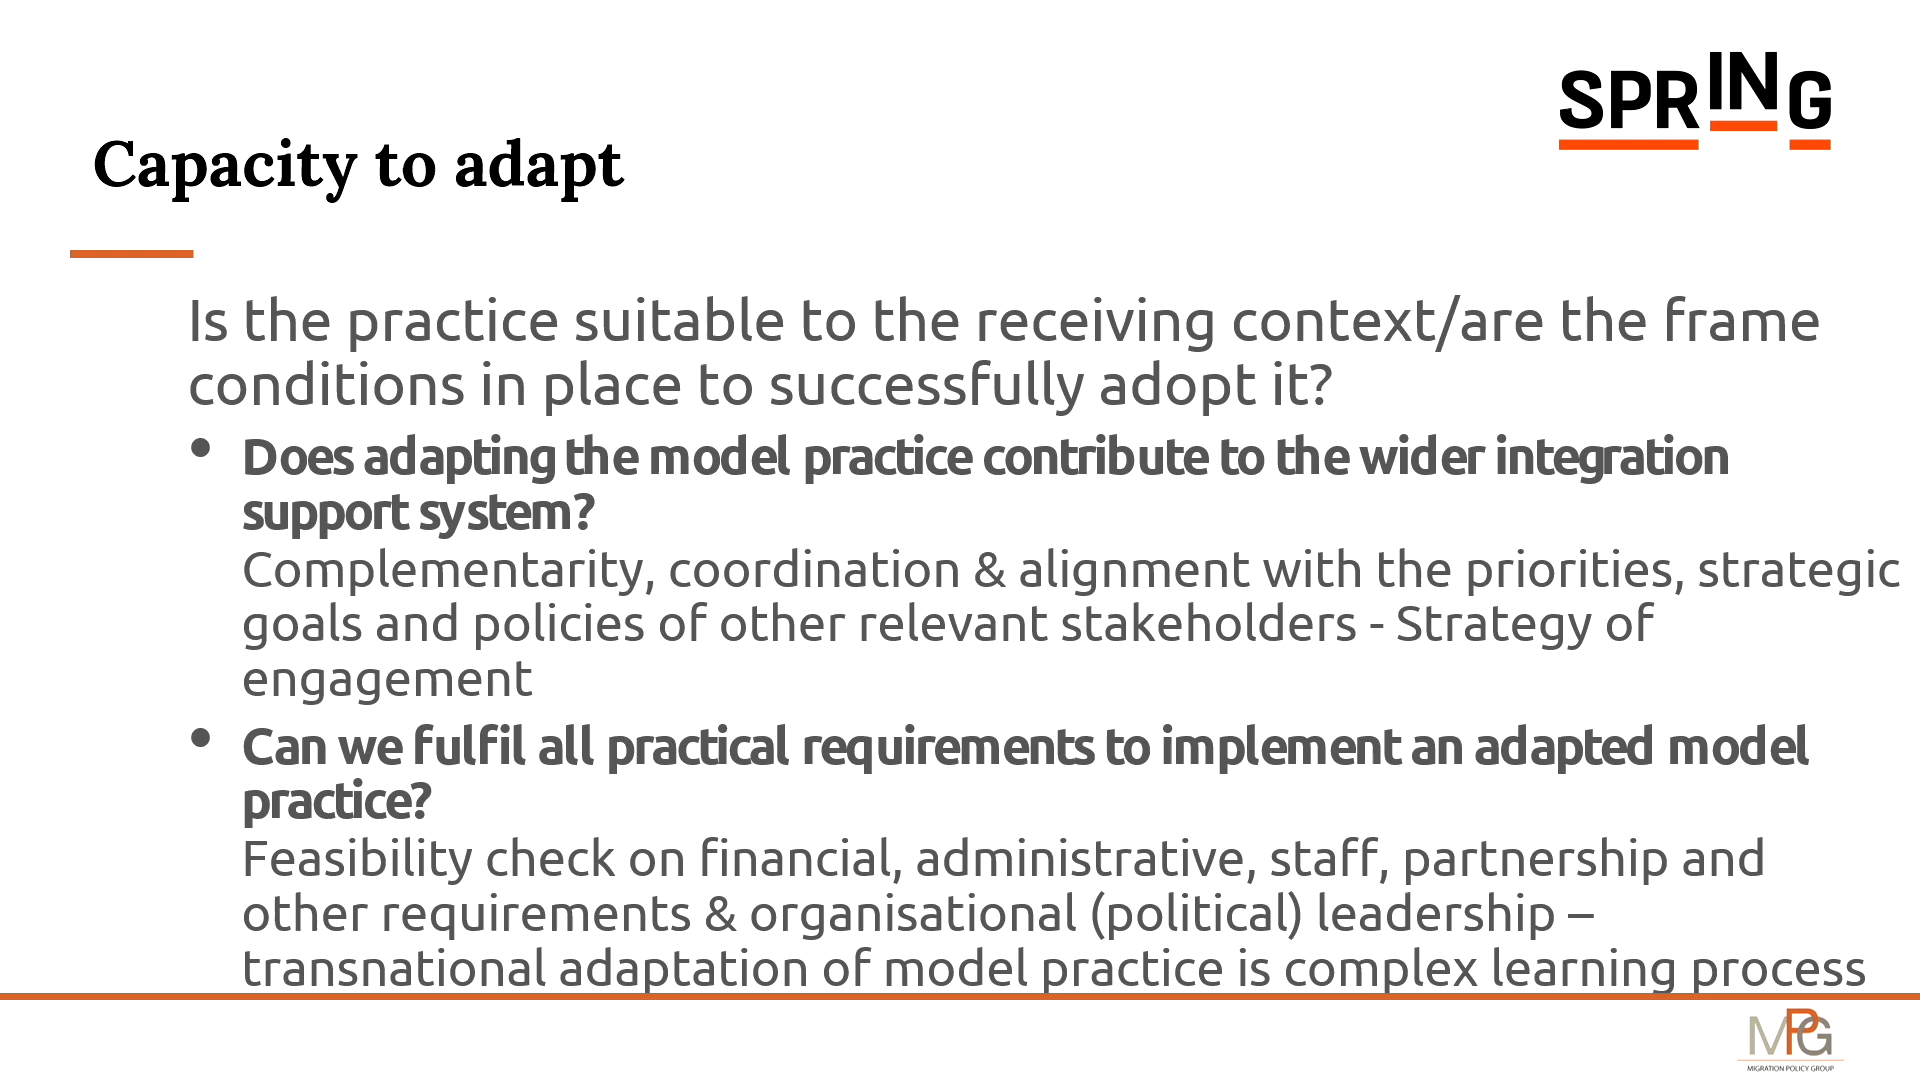 SPRING
Capacity to adapt
Is the practice suitable to the receiving context/are the frame
conditions in place to successfully adopt it?
• Does adapting the model practice contribute to the wider integration
support system?
Complementarity, coordination & alignment with the priorities, strategic
goals and policies of other relevant stakeholders - Strategy of
engagement
• Can we fulfil all practical requirements to implement an adapted model
practice?
Feasibility check on financial, administrative, staff, partnership and
other requirements & organisational (political) leadership –
transnational adaptation of model practice is complex learning process
MPG
MIGRATION POLICY GROUP